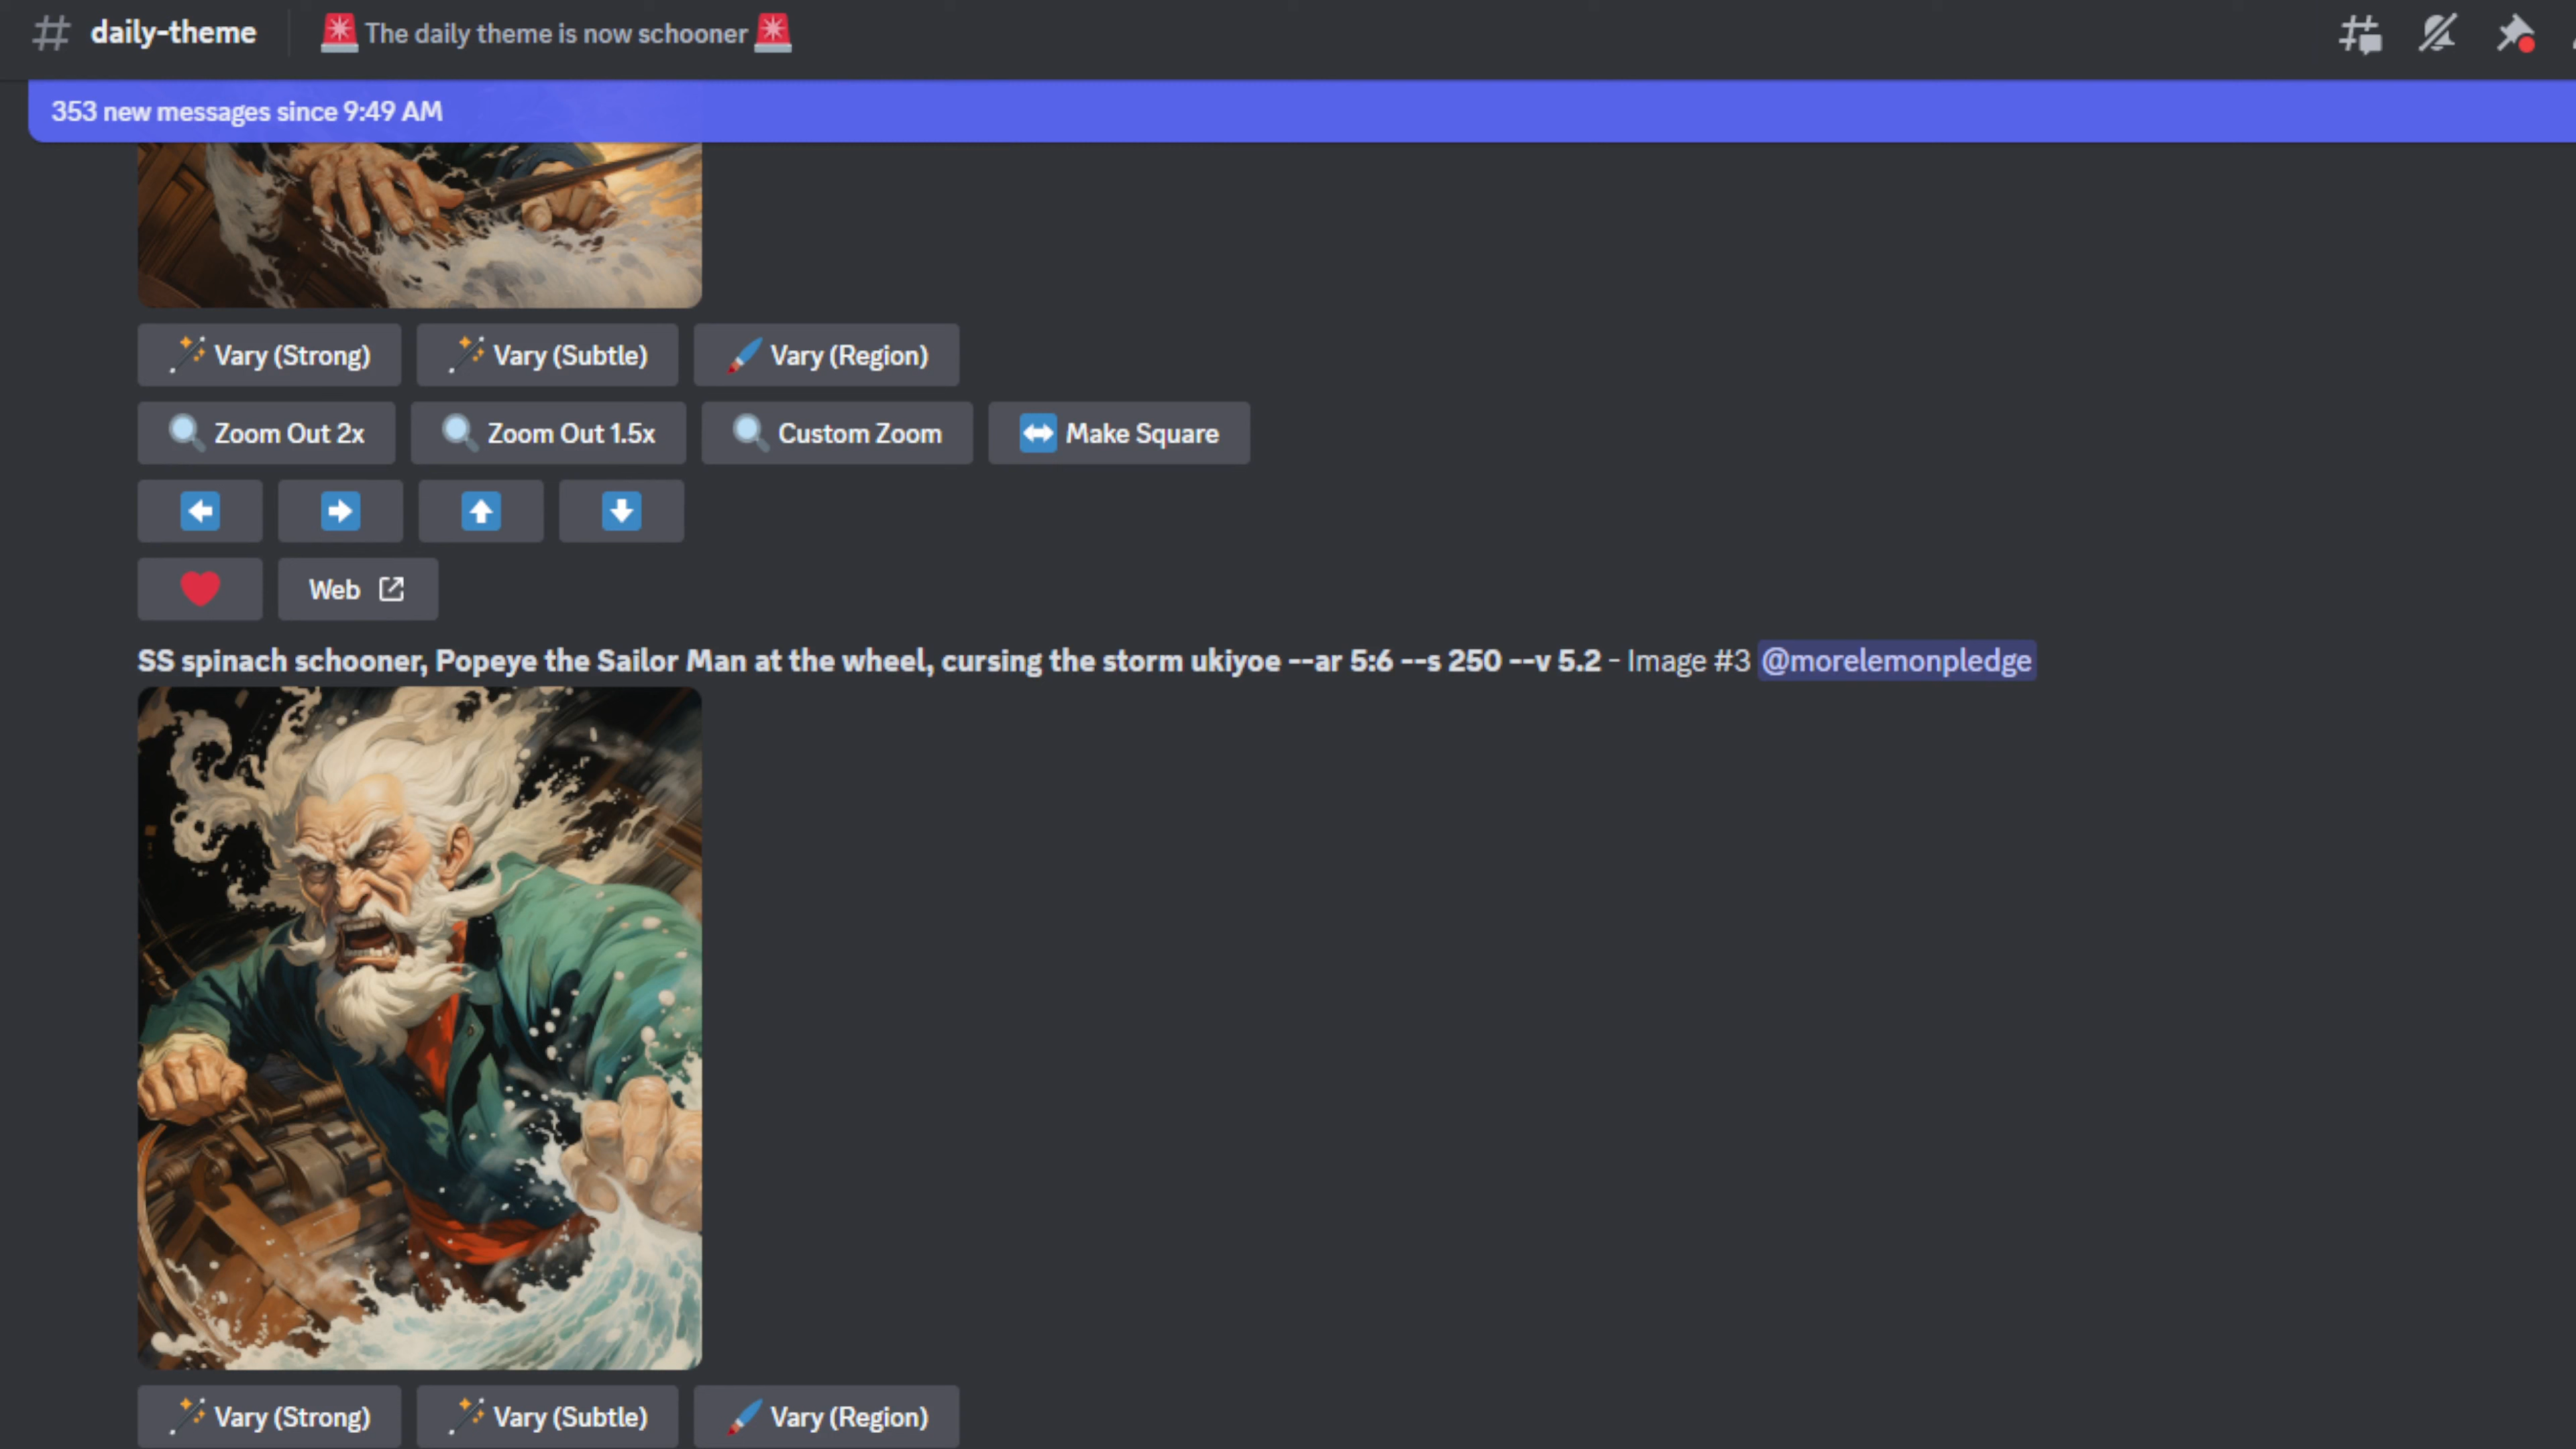 daily-theme
The daily theme is now schooner
353 new messages since 9:49 AM
Vary (Strong) Vary (Subtle) Vary (Region)
Zoom Out 2x Zoom Out 1.5x Custom Zoom Make Square
Web
SS spinach schooner, Popeye the Sailor Man at the wheel, cursing the storm ukiyoe --ar 5:6 --s 250 --v 5.2 - Image #3 @morelemonpledge
Vary (Strong) Vary (Subtle) Vary (Region)